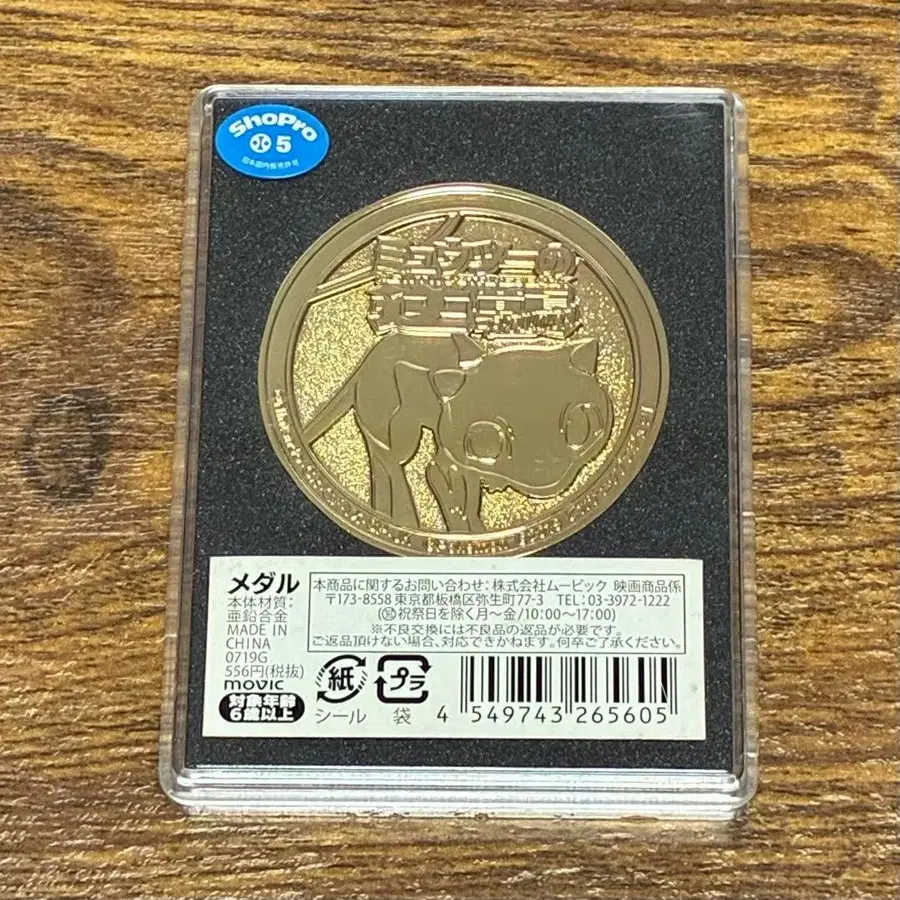 ShoPro
5
日本国内販売許可
ミュウツーの
逆襲
メダル
本体材質:
亜鉛合金
MADE IN
CHINA
0719G
556円(税抜)
movic
対象年齢
6歳以上
本商品に関するお問い合わせ:株式会社ムービック 映画商品係
〒173-8558 東京都板橋区弥生町77-3 TEL:03-3972-1222
(㊡祝祭日を除く月~金/10:00~17:00)
※不良交換には不良品の返品が必要です。
ご返品頂けない場合、対応できかねます。何卒ご了承ください。
紙
シール
プラ
袋
4 549743 265605